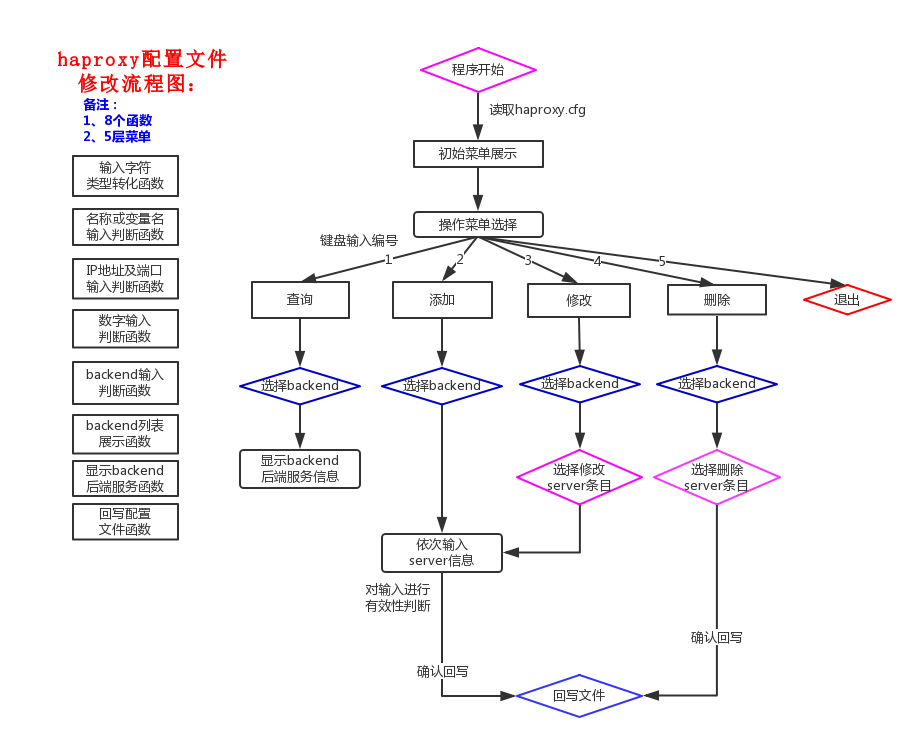 haproxy配置文件
修改流程图：
备注：
1、8个函数
2、5层菜单
输入字符
类型转化函数
名称或变量名
输入判断函数
IP地址及端口
输入判断函数
数字输入
判断函数
backend输入
判断函数
backend列表
展示函数
显示backend
后端服务函数
回写配置
文件函数
程序开始
读取haproxy.cfg
初始菜单展示
操作菜单选择
键盘输入编号
1
2
3
4
5
查询
添加
修改
删除
退出
选择backend
选择backend
选择backend
选择backend
显示backend
后端服务信息
选择修改
server条目
选择删除
server条目
依次输入
server信息
对输入进行
有效性判断
确认回写
确认回写
回写文件